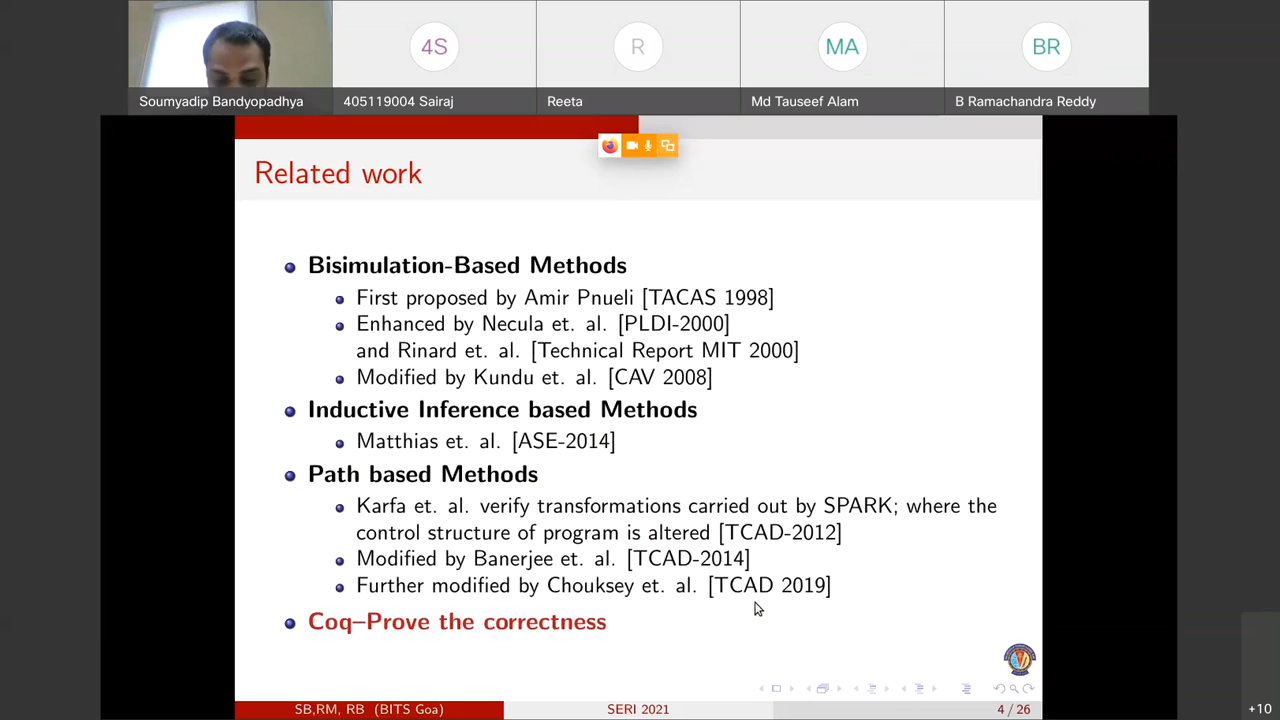 4S
R
MA
BR
Soumyadip Bandyopadhya
405119004 Sairaj
Reeta
Md Tauseef Alam
B Ramachandra Reddy
Related work
Bisimulation-Based Methods
First proposed by Amir Pnueli [TACAS 1998]
Enhanced by Necula et. al. [PLDI-2000]
and Rinard et. al. [Technical Report MIT 2000]
Modified by Kundu et. al. [CAV 2008]
Inductive Inference based Methods
Matthias et. al. [ASE-2014]
Path based Methods
Karfa et. al. verify transformations carried out by SPARK; where the
control structure of program is altered [TCAD-2012]
Modified by Banerjee et. al. [TCAD-2014]
Further modified by Chouksey et. al. [TCAD 2019]
Coq–Prove the correctness
SB,RM, RB (BITS Goa)
SERI 2021
4 / 26
+10